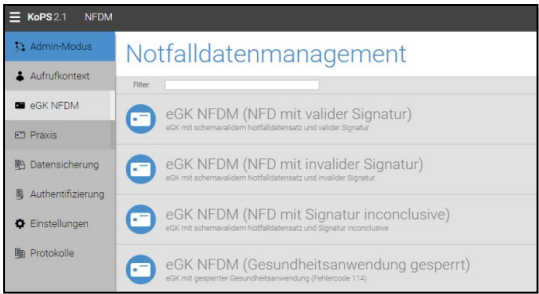 KoPS 2.1 NFDM
Admin-Modus
Aufrufkontext
eGK NFDM
Praxis
Datensicherung
Authentifizierung
Einstellungen
Protokolle
Notfalldatenmanagement
Filter:
eGK NFDM (NFD mit valider Signatur)
eGK mit schemavalidem Notfalldatensatz und valider Signatur
eGK NFDM (NFD mit invalider Signatur)
eGK mit schemavalidem Notfalldatensatz und invalider Signatur
eGK NFDM (NFD mit Signatur inconclusive)
eGK mit schemavalidem Notfalldatensatz und Signatur inconclusive
eGK NFDM (Gesundheitsanwendung gesperrt)
eGK mit gesperrter Gesundheitsanwendung (Fehlercode 114)